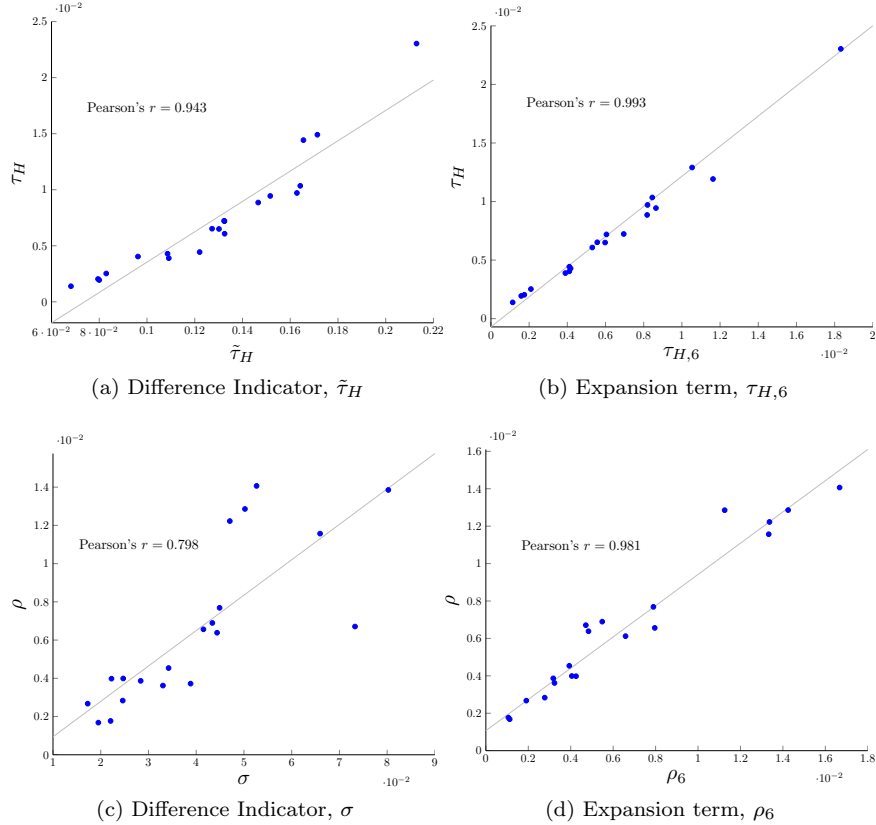 ·10⁻²
2.5
2
1.5
1
0.5
0
τ_H
Pearson's r = 0.943
6 · 10⁻² 8 · 10⁻² 0.1 0.12 0.14 0.16 0.18 0.2 0.22
τ̃_H
(a) Difference Indicator, τ̃_H
·10⁻²
2.5
2
1.5
1
0.5
0
τ_H
Pearson's r = 0.993
0 0.2 0.4 0.6 0.8 1 1.2 1.4 1.6 1.8 2
·10⁻²
τ_{H,6}
(b) Expansion term, τ_{H,6}
·10⁻²
1.4
1.2
1
0.8
0.6
0.4
0.2
0
ρ
Pearson's r = 0.798
1 2 3 4 5 6 7 8 9
·10⁻²
σ
(c) Difference Indicator, σ
·10⁻²
1.6
1.4
1.2
1
0.8
0.6
0.4
0.2
0
ρ
Pearson's r = 0.981
0 0.2 0.4 0.6 0.8 1 1.2 1.4 1.6 1.8
·10⁻²
ρ₆
(d) Expansion term, ρ₆